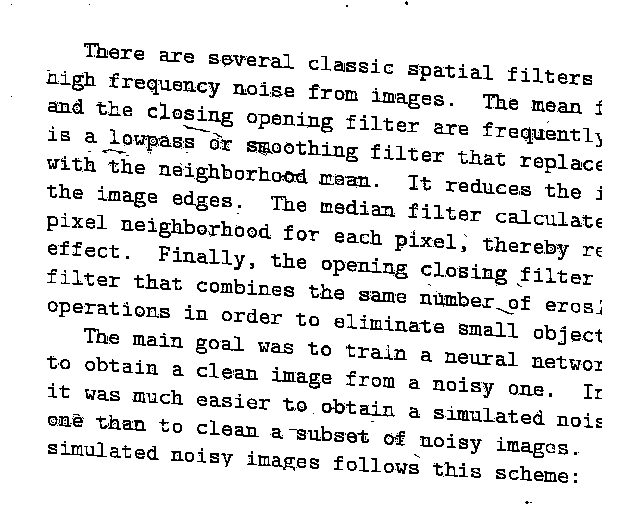 There are several classic spatial filters
high frequency noise from images. The mean f
and the closing opening filter are frequently
is a lowpass or smoothing filter that replace
with the neighborhood mean. It reduces the i
the image edges. The median filter calculate
pixel neighborhood for each pixel, thereby re
effect. Finally, the opening closing filter
filter that combines the same number of erosi
operations in order to eliminate small object
The main goal was to train a neural networ
to obtain a clean image from a noisy one. In
it was much easier to obtain a simulated nois
one than to clean a subset of noisy images.
simulated noisy images follows this scheme: